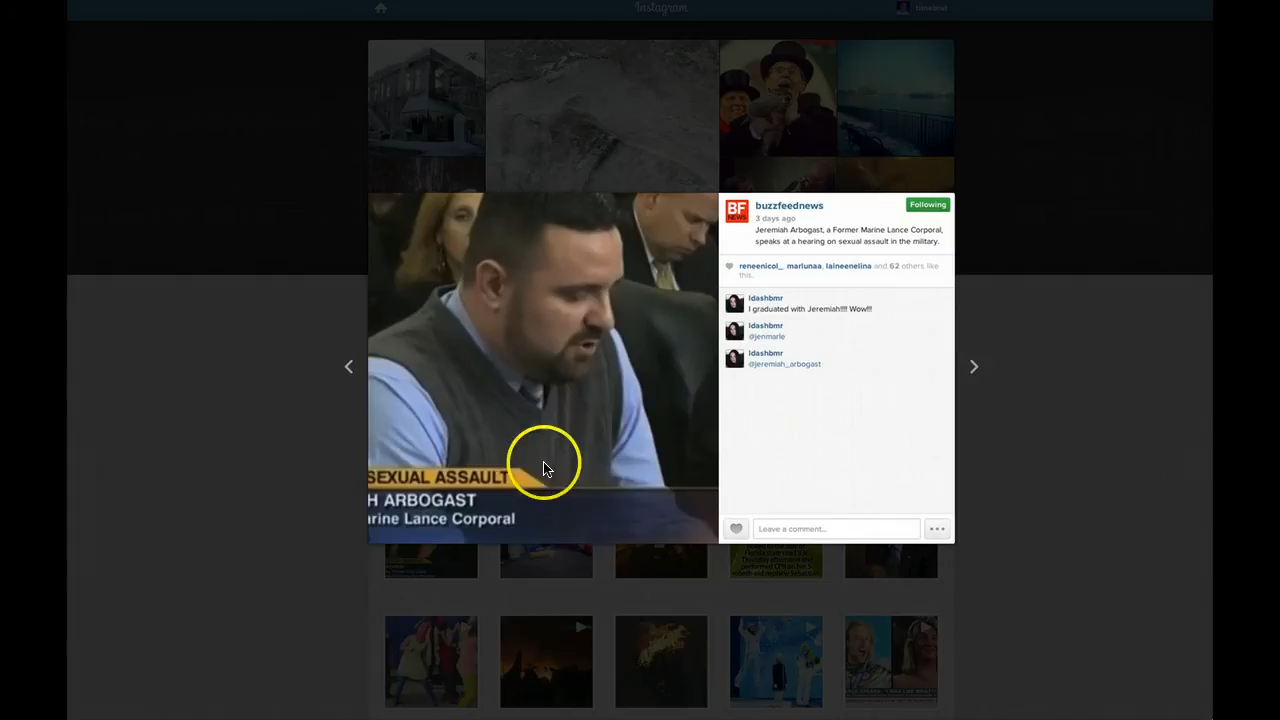 Instagram
buzzfeednews
Following
3 days ago
Jeremiah Arbogast, a Former Marine Lance Corporal,
speaks at a hearing on sexual assault in the military.
reneenicol_, marlunaa, laineenelina and 62 others like
this.
ldashbmr
I graduated with Jeremiah!!!! Wow!!!
ldashbmr
@jenmarle
ldashbmr
@jeremiah_arbogast
SEXUAL ASSAULT
H ARBOGAST
arine Lance Corporal
BF
NEWS
Leave a comment...